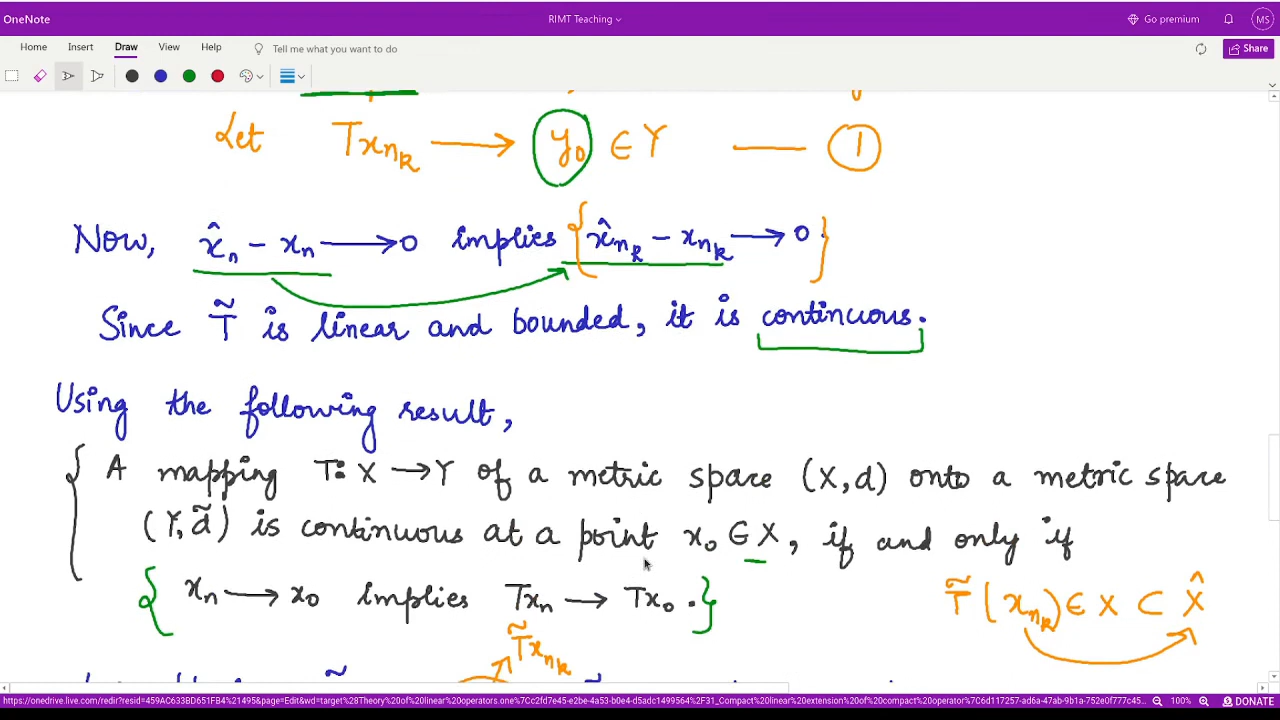 OneNote
RIMT Teaching
Go premium
MS
Home Insert Draw View Help Tell me what you want to do
Share
Let Txₙₖ ⟶ y₀ ∈ Y — ①
Now, x̂ₙ - xₙ ⟶ 0 implies { x̂ₙₖ - xₙₖ ⟶ 0. }
Since T̃ is linear and bounded, it is continuous.
Using the following result,
{ A mapping T: X ⟶ Y of a metric space (X, d) onto a metric space
(Y, d̃) is continuous at a point x₀ ∈ X, if and only if
{ xₙ ⟶ x₀ implies Txₙ ⟶ Tx₀. }
T̃(xₙₖ) ∈ X ⊂ X̂
T̃xₙₖ
100%
DONATE